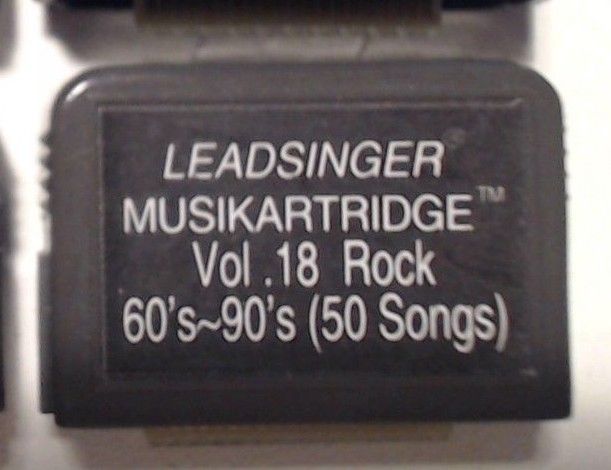 LEADSINGER®
MUSIKARTRIDGE™
Vol .18 Rock
60's~90's (50 Songs)